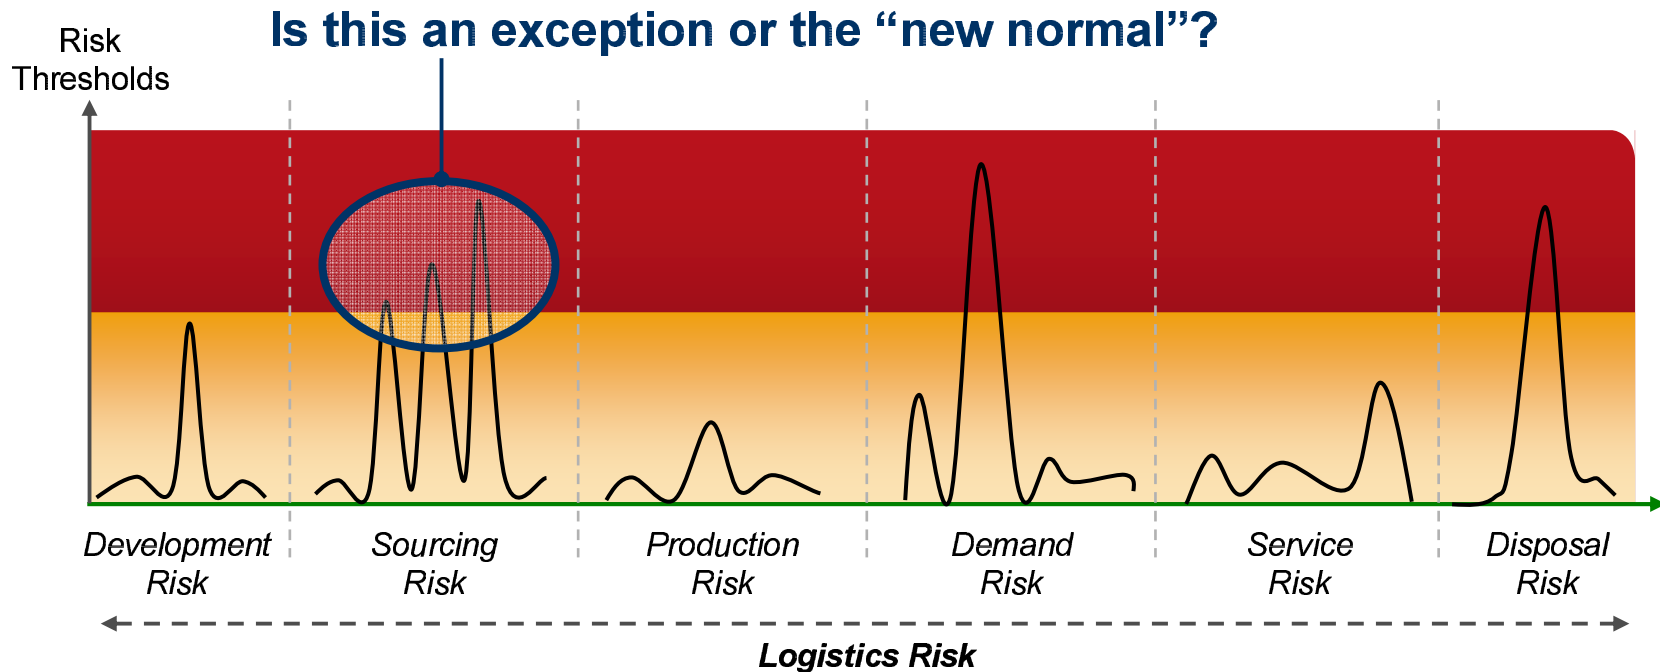 Is this an exception or the “new normal”?
Risk
Thresholds
Development
Risk
Sourcing
Risk
Production
Risk
Demand
Risk
Service
Risk
Disposal
Risk
Logistics Risk